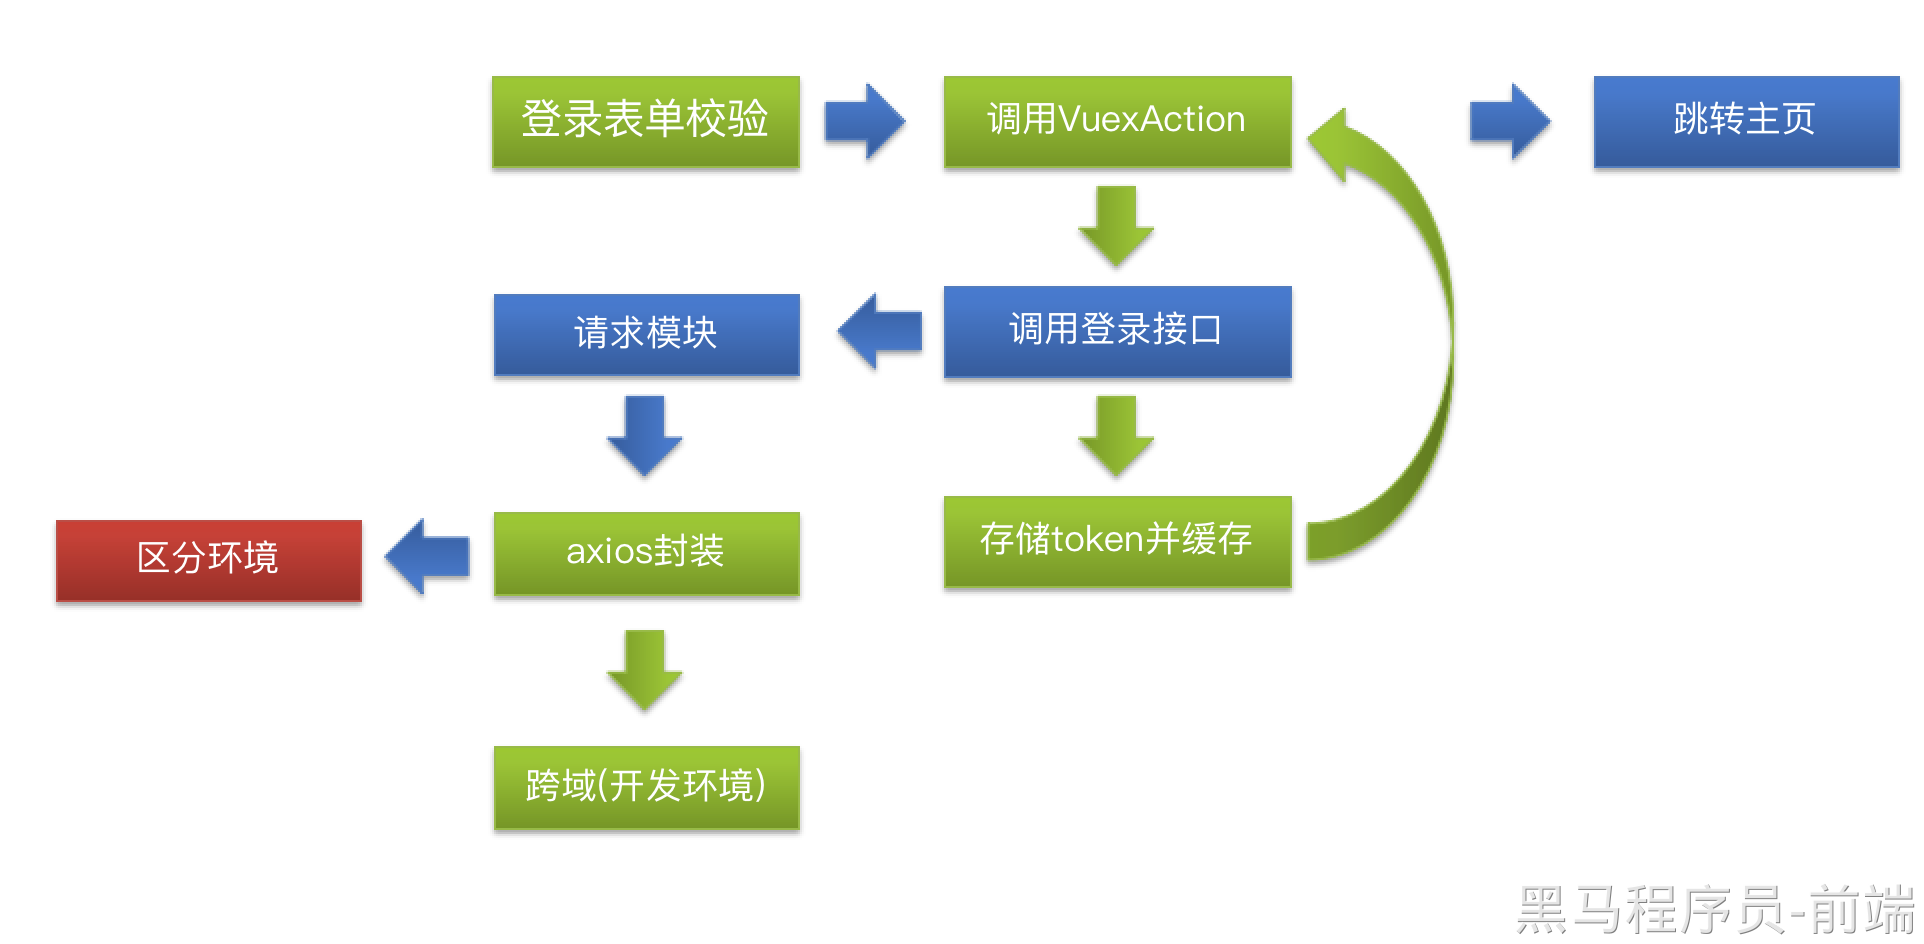 登录表单校验
调用VuexAction
跳转主页
请求模块
调用登录接口
区分环境
axios封装
存储token并缓存
跨域(开发环境)
黑马程序员-前端